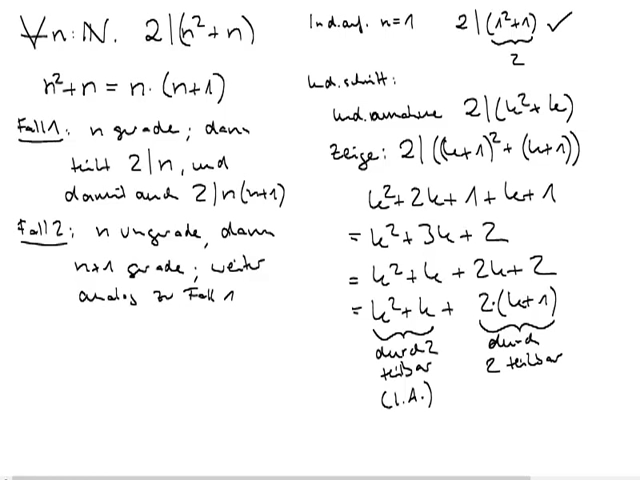 ∀n:ℕ. 2|(n²+n)
n²+n = n·(n+1)
Fall 1: n grade; dann
teilt 2|n, und
damit auch 2|n(n+1)
Fall 2: n ungrade, dann
n+1 grade; weiter
analog zu Fall 1
Ind.anf. n=1 2|(1²+1) ✓
2
Ind.schritt:
Ind.annahme 2|(k²+k)
Zeige: 2|((k+1)²+(k+1))
k²+2k+1+k+1
= k²+3k+2
= k²+k+2k+2
= k²+k + 2·(k+1)
durch 2 teilbar (I.A.)
durch 2 teilbar